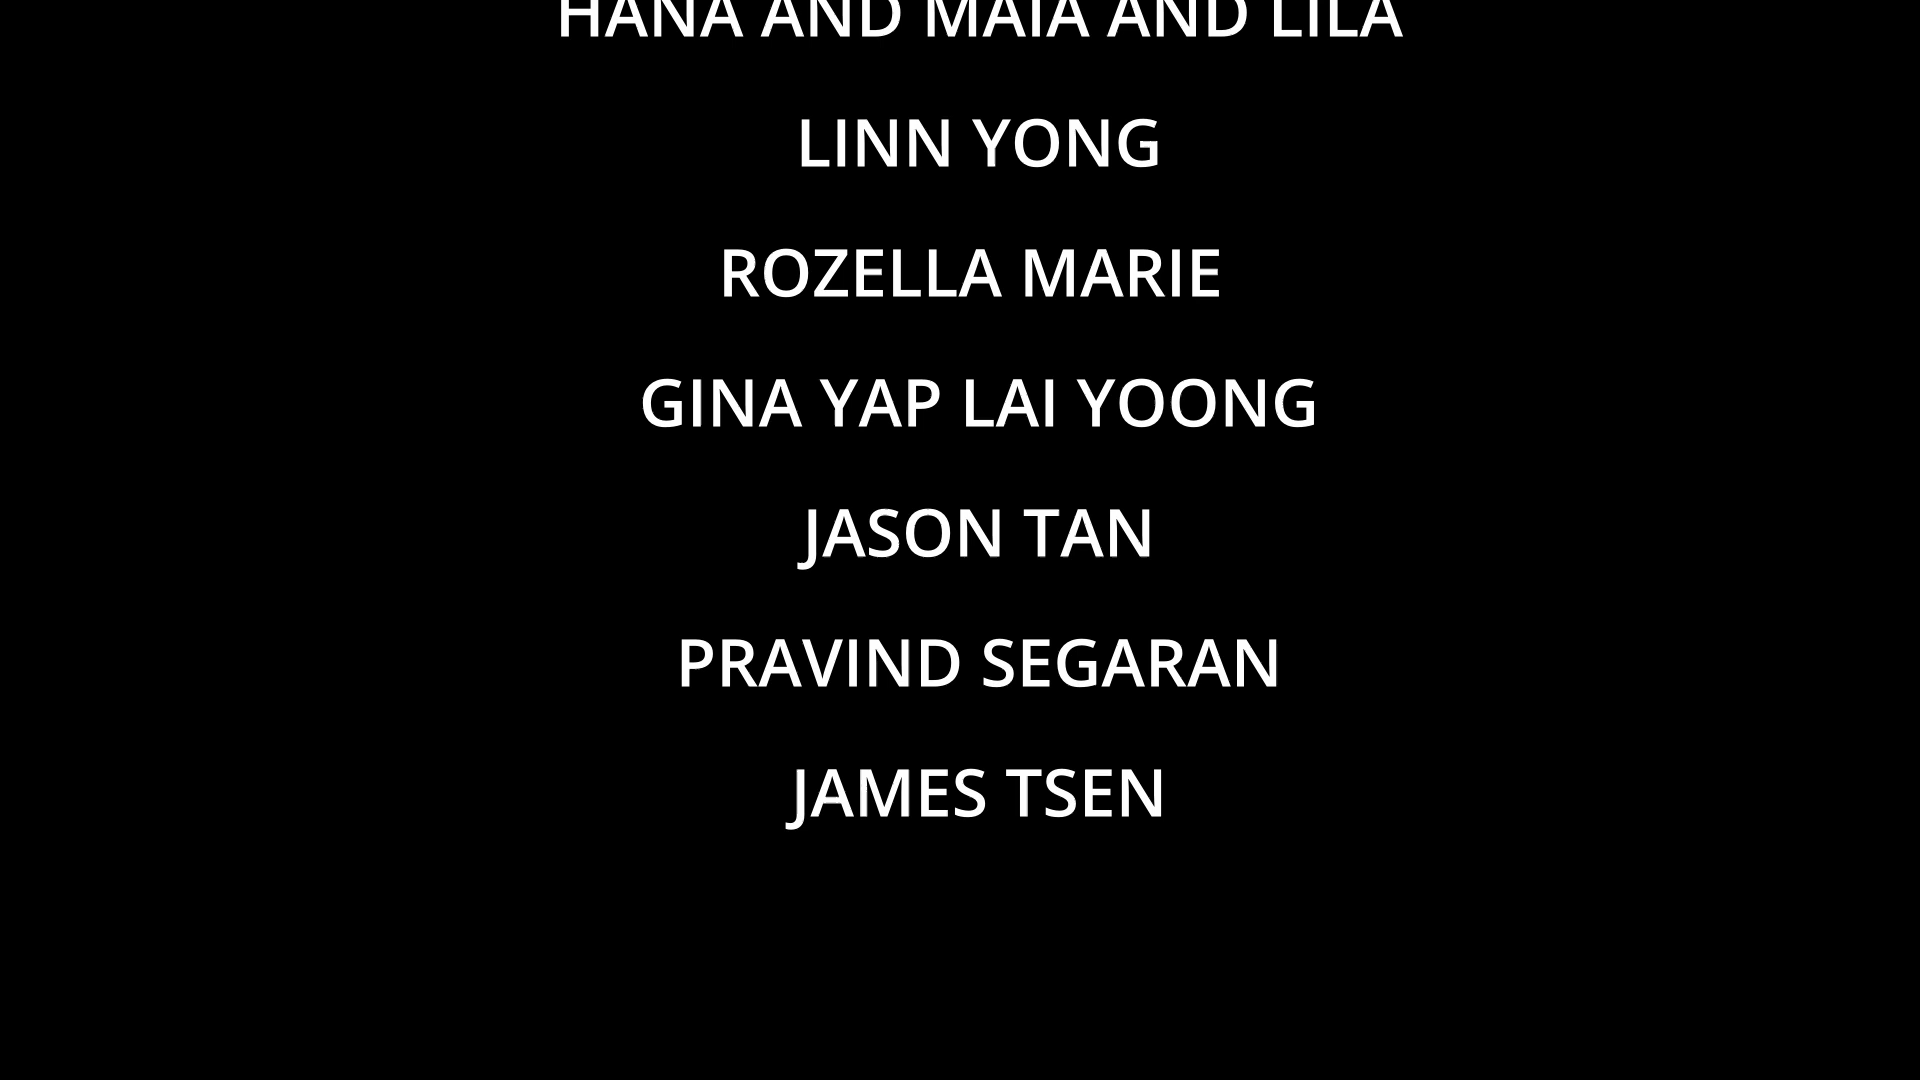 HANA AND MAIA AND LILA
LINN YONG
ROZELLA MARIE
GINA YAP LAI YOONG
JASON TAN
PRAVIND SEGARAN
JAMES TSEN